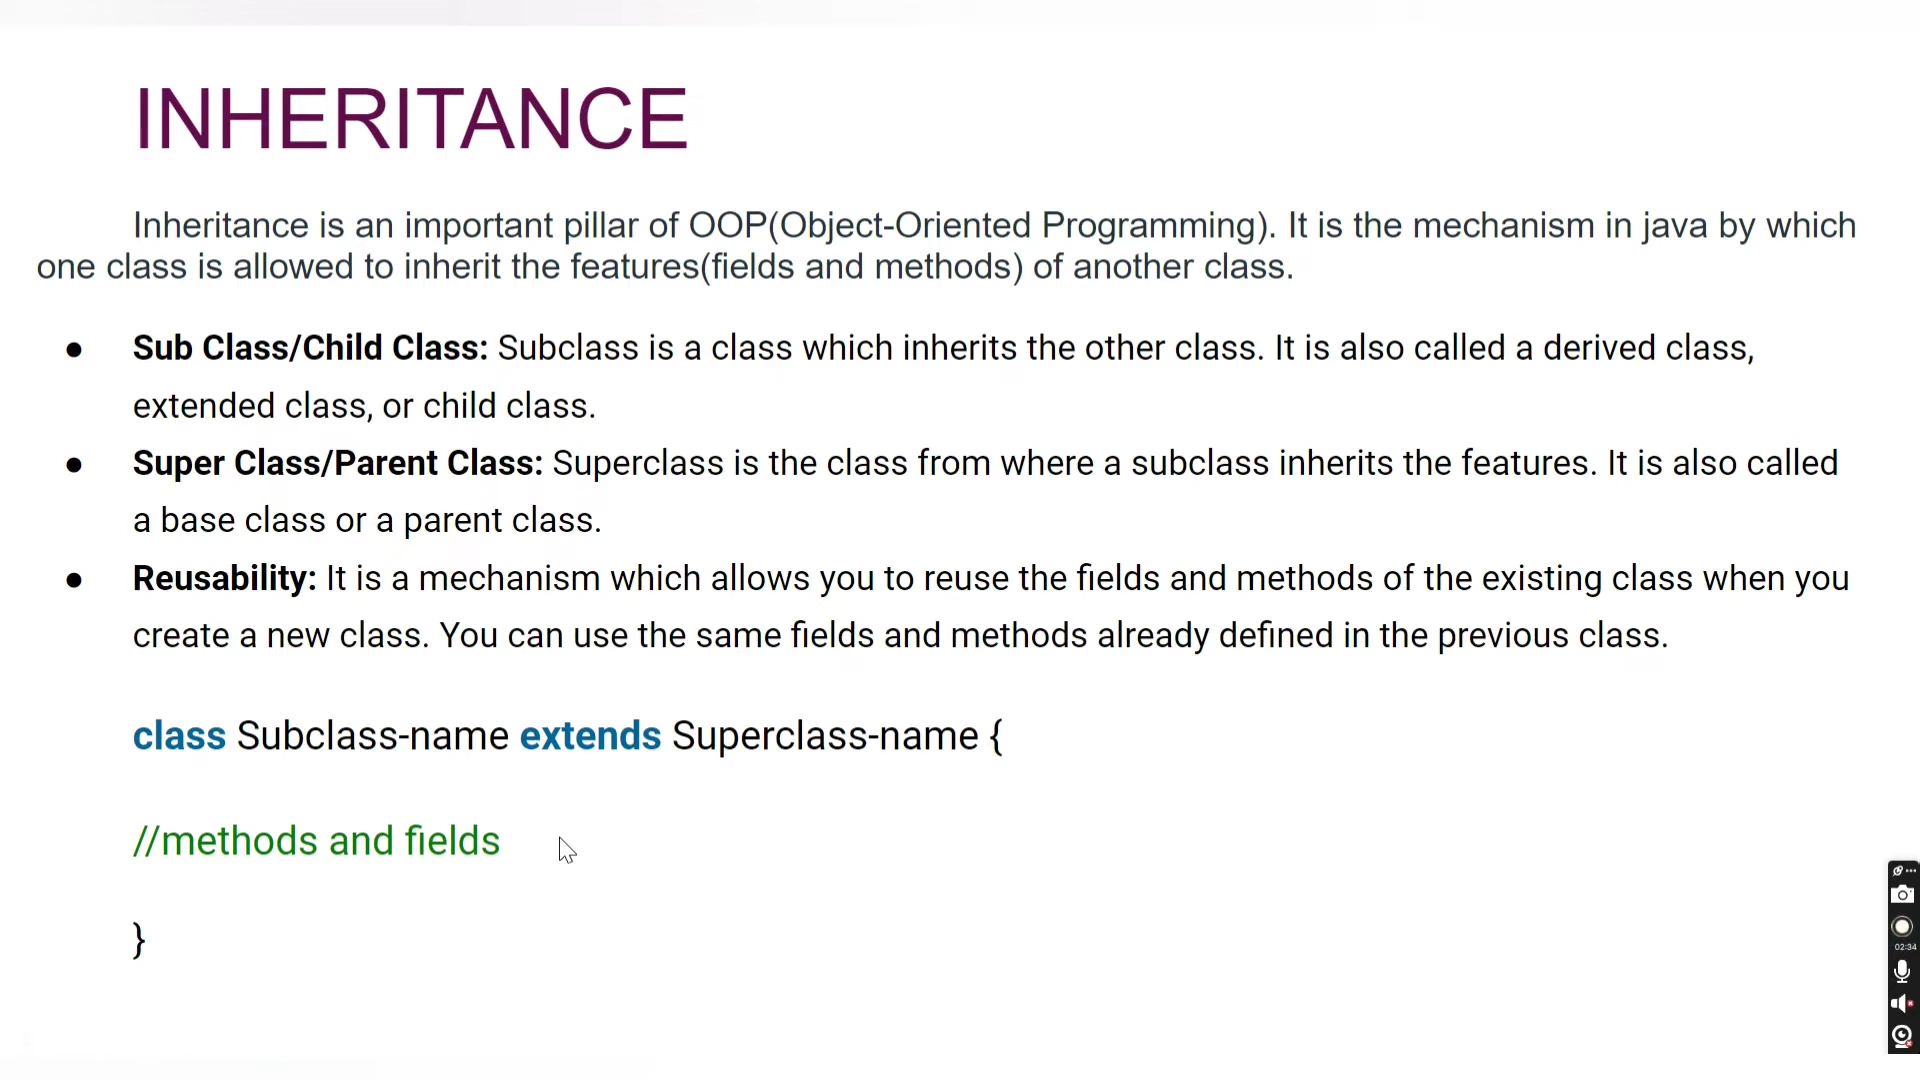 INHERITANCE
Inheritance is an important pillar of OOP(Object-Oriented Programming). It is the mechanism in java by which
one class is allowed to inherit the features(fields and methods) of another class.
● Sub Class/Child Class: Subclass is a class which inherits the other class. It is also called a derived class,
extended class, or child class.
● Super Class/Parent Class: Superclass is the class from where a subclass inherits the features. It is also called
a base class or a parent class.
● Reusability: It is a mechanism which allows you to reuse the fields and methods of the existing class when you
create a new class. You can use the same fields and methods already defined in the previous class.
class Subclass-name extends Superclass-name {
//methods and fields
}
02:34